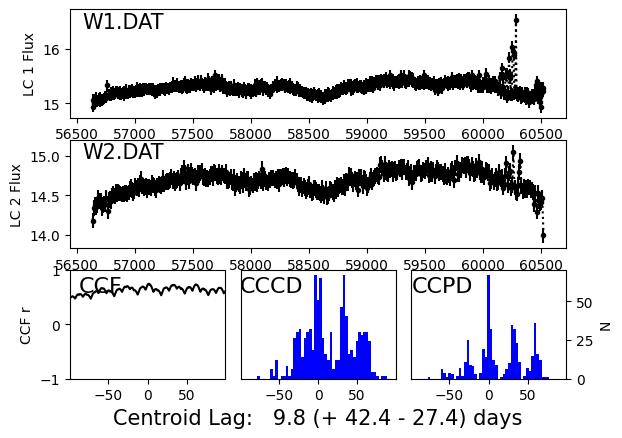 W1.DAT
LC 1 Flux
16
15
56500 57000 57500 58000 58500 59000 59500 60000 60500
W2.DAT
LC 2 Flux
15.0
14.5
14.0
56500 57000 57500 58000 58500 59000 59500 60000 60500
CCF CCCD CCPD
CCF r
1
0
−1
−50 0 50
−50 0 50
−50 0 50
50
25
0
N
Centroid Lag: 9.8 (+ 42.4 - 27.4) days